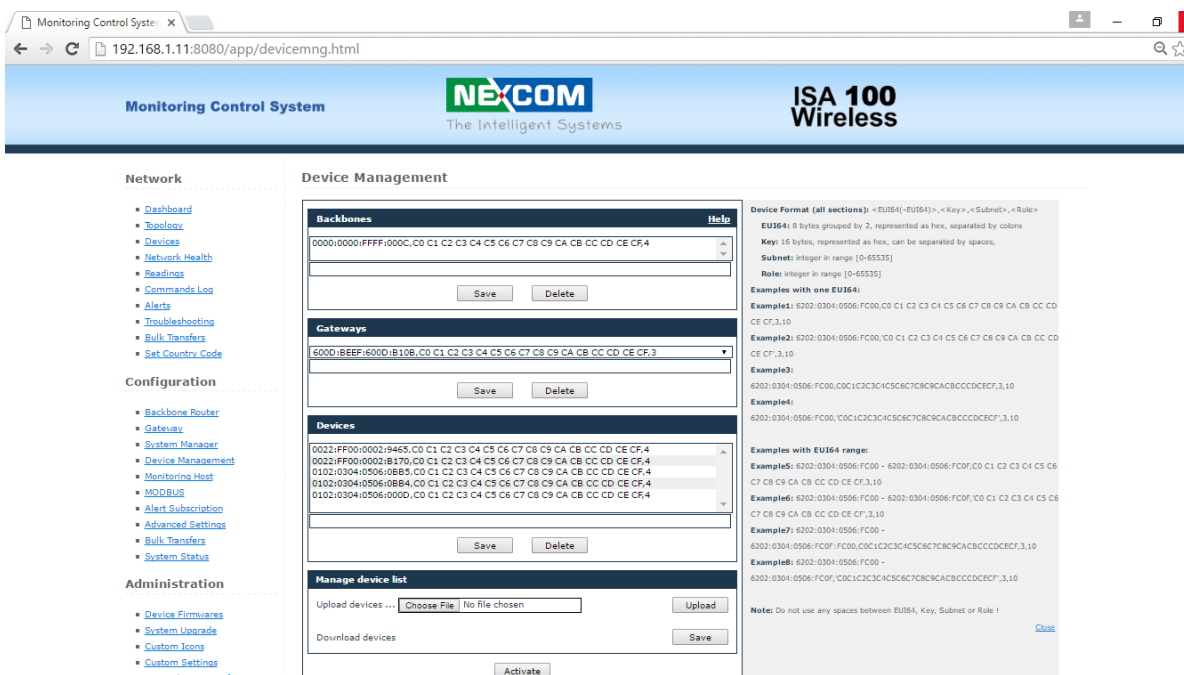 Monitoring Control System
192.168.1.11:8080/app/devicemng.html
Monitoring Control System
NEXCOM
The Intelligent Systems
ISA 100
Wireless
Network
Dashboard
Topology
Devices
Network Health
Readings
Commands Log
Alerts
Troubleshooting
Bulk Transfers
Set Country Code
Configuration
Backbone Router
Gateway
System Manager
Device Management
Monitoring Host
MODBUS
Alert Subscription
Advanced Settings
Bulk Transfers
System Status
Administration
Device Firmwares
System Upgrade
Custom Icons
Custom Settings
Device Management
Backbones Help
0000:0000:FFFF:000C,C0 C1 C2 C3 C4 C5 C6 C7 C8 C9 CA CB CC CD CE CF,4
Save Delete
Gateways
600D:BEEF:600D:B10B,C0 C1 C2 C3 C4 C5 C6 C7 C8 C9 CA CB CC CD CE CF,3
Save Delete
Devices
0022:FF00:0002:9465,C0 C1 C2 C3 C4 C5 C6 C7 C8 C9 CA CB CC CD CE CF,4
0022:FF00:0002:B170,C0 C1 C2 C3 C4 C5 C6 C7 C8 C9 CA CB CC CD CE CF,4
0102:0304:0506:0BB5,C0 C1 C2 C3 C4 C5 C6 C7 C8 C9 CA CB CC CD CE CF,4
0102:0304:0506:0BB4,C0 C1 C2 C3 C4 C5 C6 C7 C8 C9 CA CB CC CD CE CF,4
0102:0304:0506:000D,C0 C1 C2 C3 C4 C5 C6 C7 C8 C9 CA CB CC CD CE CF,4
Save Delete
Manage device list
Upload devices ... Choose File No file chosen Upload
Download devices Save
Activate
Device Format (all sections): <EUI64(-EUI64)>,<Key>,<Subnet>,<Role>
EUI64: 8 bytes grouped by 2, represented as hex, separated by colons
Key: 16 bytes, represented as hex, can be separated by spaces,
Subnet: integer in range [0-65535]
Role: integer in range [0-65535]
Examples with one EUI64:
Example1: 6202:0304:0506:FC00,C0 C1 C2 C3 C4 C5 C6 C7 C8 C9 CA CB CC CD
CE CF,3,10
Example2: 6202:0304:0506:FC00,'C0 C1 C2 C3 C4 C5 C6 C7 C8 C9 CA CB CC CD
CE CF',3,10
Example3:
6202:0304:0506:FC00,C0C1C2C3C4C5C6C7C8C9CACBCCCDCECF,3,10
Example4:
6202:0304:0506:FC00,'C0C1C2C3C4C5C6C7C8C9CACBCCCDCECF',3,10
Examples with EUI64 range:
Example5: 6202:0304:0506:FC00 - 6202:0304:0506:FC0F,C0 C1 C2 C3 C4 C5 C6
C7 C8 C9 CA CB CC CD CE CF,3,10
Example6: 6202:0304:0506:FC00 - 6202:0304:0506:FC0F,'C0 C1 C2 C3 C4 C5 C6
C7 C8 C9 CA CB CC CD CE CF',3,10
Example7: 6202:0304:0506:FC00 -
6202:0304:0506:FC0F:FC00,C0C1C2C3C4C5C6C7C8C9CACBCCCDCECF,3,10
Example8: 6202:0304:0506:FC00 -
6202:0304:0506:FC0F,'C0C1C2C3C4C5C6C7C8C9CACBCCCDCECF',3,10
Note: Do not use any spaces between EUI64, Key, Subnet or Role !
Close